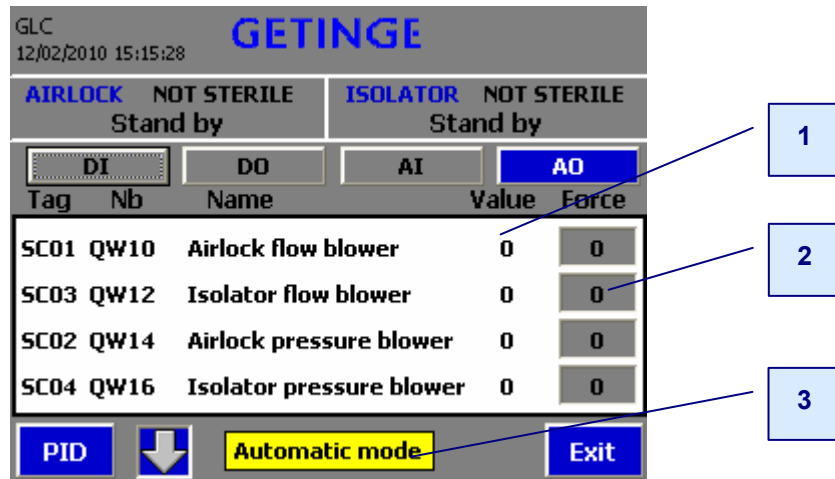 GLC
GETINGE
12/02/2010 15:15:28
AIRLOCK NOT STERILE ISOLATOR NOT STERILE
Stand by Stand by
DI DO AI AO
Tag Nb Name Value Force
SC01 QW10 Airlock flow blower 0 0
SC03 QW12 Isolator flow blower 0 0
SC02 QW14 Airlock pressure blower 0 0
SC04 QW16 Isolator pressure blower 0 0
PID Automatic mode Exit
1
2
3